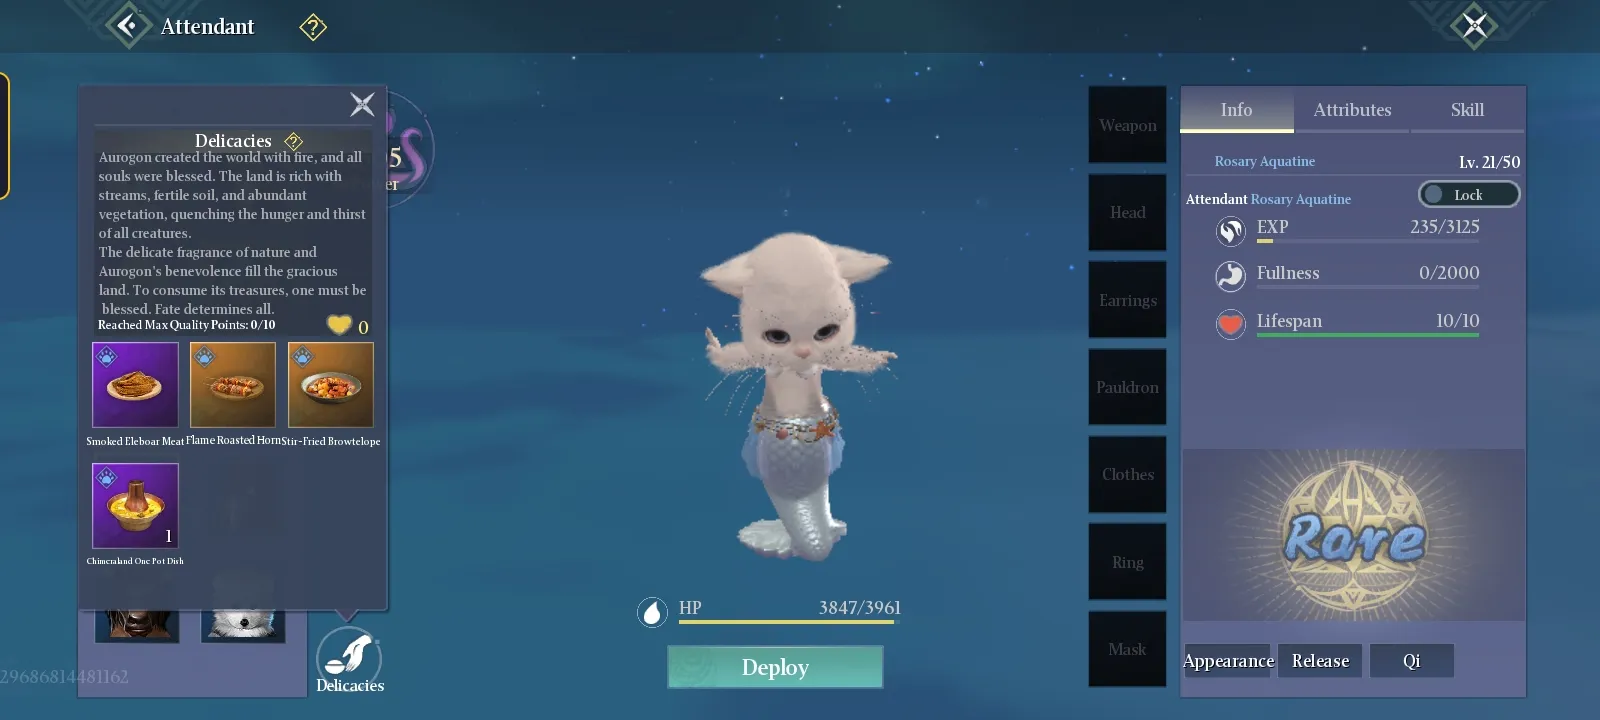 Attendant
Delicacies
Aurogon created the world with fire, and all
souls were blessed. The land is rich with
streams, fertile soil, and abundant
vegetation, quenching the hunger and thirst
of all creatures.
The delicate fragrance of nature and
Aurogon's benevolence fill the gracious
land. To consume its treasures, one must be
blessed. Fate determines all.
Reached Max Quality Points: 0/10
0
Smoked Eleboar Meat
Flame Roasted Horn
Stir-Fried Browtelope
1
Chimeraland One Pot Dish
Delicacies
29686814481162
HP
3847/3961
Deploy
Weapon
Head
Earrings
Pauldron
Clothes
Ring
Mask
Info
Attributes
Skill
Rosary Aquatine
Lv. 21/50
Attendant Rosary Aquatine
Lock
EXP
235/3125
Fullness
0/2000
Lifespan
10/10
Rare
Appearance
Release
Qi